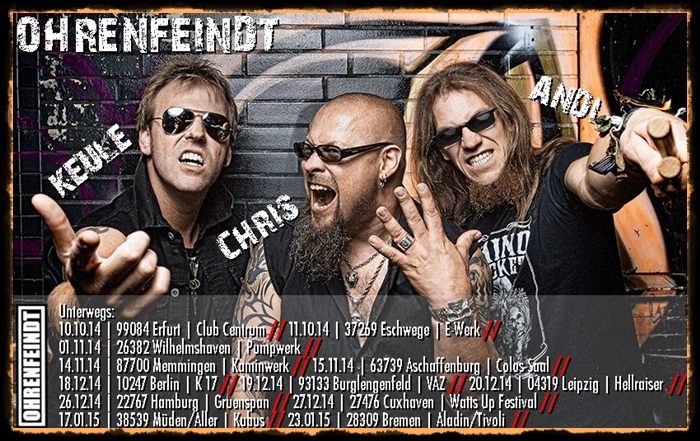 OHRENFEINDT
ANDI
KEULE
CHRIS
Unterwegs:
10.10.14 | 99084 Erfurt | Club Centrum // 11.10.14 | 37269 Eschwege | E-Werk //
01.11.14 | 26382 Wilhelmshaven | Pumpwerk //
14.11.14 | 87700 Memmingen | Kaminwerk // 15.11.14 | 63739 Aschaffenburg | Colos Saal //
18.12.14 | 10247 Berlin | K 17 // 19.12.14 | 93133 Burglengenfeld | VAZ // 20.12.14 | 04319 Leipzig | Hellraiser //
26.12.14 | 22767 Hamburg | Gruenspan // 27.12.14 | 27476 Cuxhaven | Watts Up Festival //
17.01.15 | 38539 Müden/Aller | Kabus // 23.01.15 | 28309 Bremen | Aladin/Tivoli //
OHRENFEINDT